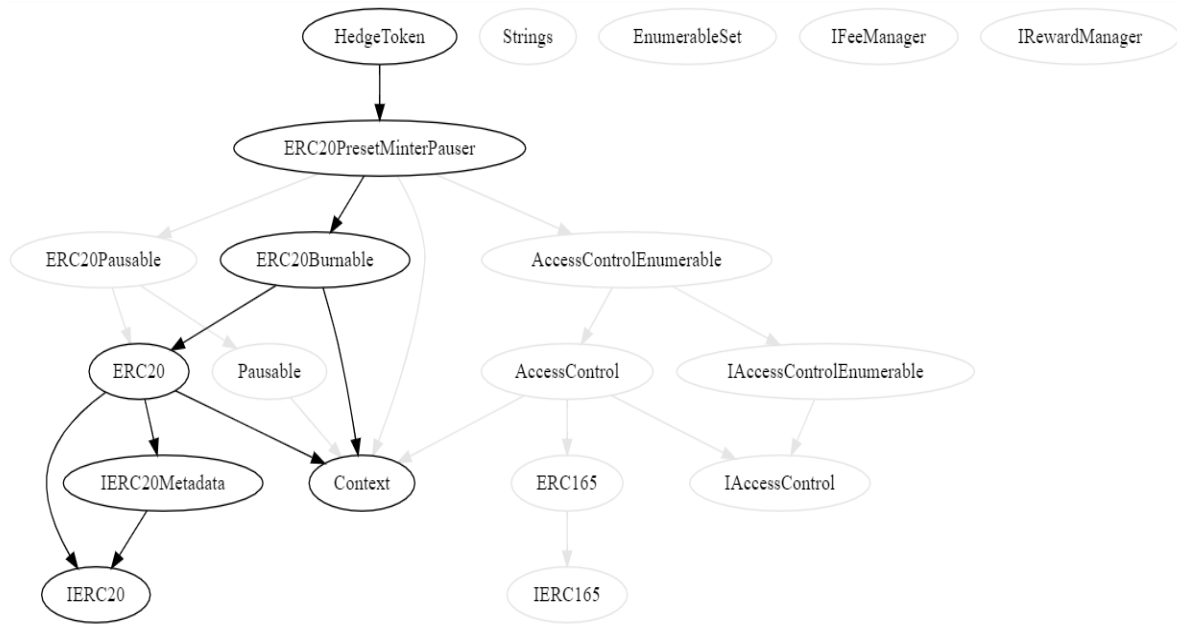 HedgeToken
Strings
EnumerableSet
IFeeManager
IRewardManager
ERC20PresetMinterPauser
ERC20Pausable
ERC20Burnable
AccessControlEnumerable
ERC20
Pausable
AccessControl
IAccessControlEnumerable
IERC20Metadata
Context
ERC165
IAccessControl
IERC20
IERC165